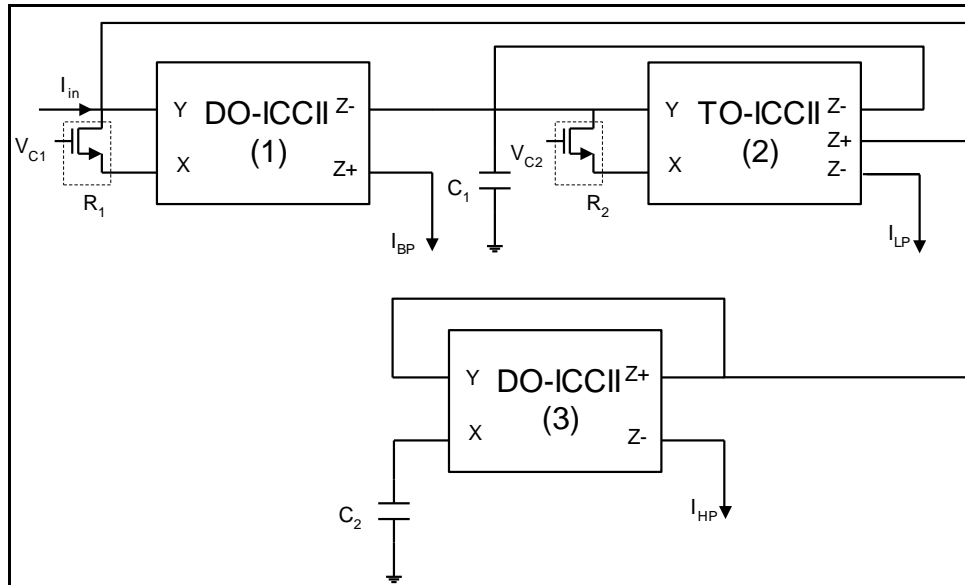 I_in
Y
DO-ICCII
(1)
Z-
V_C1
X
Z+
R_1
I_BP
C_1
V_C2
R_2
Y
TO-ICCII
(2)
Z-
Z+
X
Z-
I_LP
Y
DO-ICCII
(3)
Z+
X
Z-
C_2
I_HP